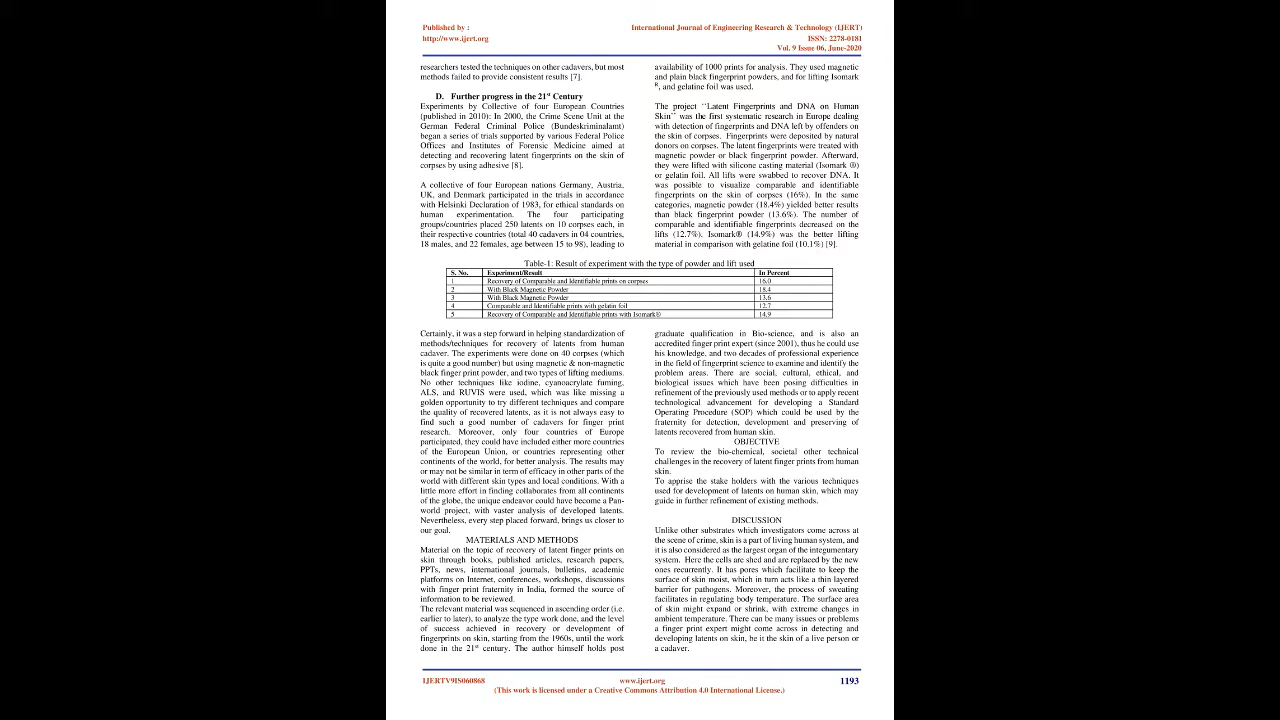 Published by :
http://www.ijert.org
International Journal of Engineering Research & Technology (IJERT)
ISSN: 2278-0181
Vol. 9 Issue 06, June-2020
researchers tested the techniques on other cadavers, but most
methods failed to provide consistent results [7].
D. Further progress in the 21st Century
Experiments by Collective of four European Countries
(published in 2010): In 2000, the Crime Scene Unit at the
German Federal Criminal Police (Bundeskriminalamt)
began a series of trials supported by various Federal Police
Offices and Institutes of Forensic Medicine aimed at
detecting and recovering latent fingerprints on the skin of
corpses by using adhesive [8].
A collective of four European nations Germany, Austria,
UK, and Denmark participated in the trials in accordance
with Helsinki Declaration of 1983, for ethical standards on
human experimentation. The four participating
groups/countries placed 250 latents on 10 corpses each, in
their respective countries (total 40 cadavers in 04 countries,
18 males, and 22 females, age between 15 to 98), leading to
availability of 1000 prints for analysis. They used magnetic
and plain black fingerprint powders, and for lifting Isomark
R, and gelatine foil was used.
The project ‘‘Latent Fingerprints and DNA on Human
Skin’’ was the first systematic research in Europe dealing
with detection of fingerprints and DNA left by offenders on
the skin of corpses. Fingerprints were deposited by natural
donors on corpses. The latent fingerprints were treated with
magnetic powder or black fingerprint powder. Afterward,
they were lifted with silicone casting material (Isomark ®)
or gelatin foil. All lifts were swabbed to recover DNA. It
was possible to visualize comparable and identifiable
fingerprints on the skin of corpses (16%). In the same
categories, magnetic powder (18.4%) yielded better results
than black fingerprint powder (13.6%). The number of
comparable and identifiable fingerprints decreased on the
lifts (12.7%), Isomark® (14.9%) was the better lifting
material in comparison with gelatine foil (10.1%) [9].
Table-1: Result of experiment with the type of powder and lift used
S. No. Experiment/Result In Percent
1 Recovery of Comparable and Identifiable prints on corpses 16.0
2 With Black Magnetic Powder 18.4
3 With Black Magnetic Powder 13.6
4 Comparable and Identifiable prints with gelatin foil 12.7
5 Recovery of Comparable and Identifiable prints with Isomark® 14.9
Certainly, it was a step forward in helping standardization of
methods/techniques for recovery of latents from human
cadaver. The experiments were done on 40 corpses (which
is quite a good number) but using magnetic & non-magnetic
black finger print powder, and two types of lifting mediums.
No other techniques like iodine, cyanoacrylate fuming,
ALS, and RUVIS were used, which was like missing a
golden opportunity to try different techniques and compare
the quality of recovered latents, as it is not always easy to
find such a good number of cadavers for finger print
research. Moreover, only four countries of Europe
participated, they could have included either more countries
of the European Union, or countries representing other
continents of the world, for better analysis. The results may
or may not be similar in term of efficacy in other parts of the
world with different skin types and local conditions. With a
little more effort in finding collaborates from all continents
of the globe, the unique endeavor could have become a Pan-
world project, with vaster analysis of developed latents.
Nevertheless, every step placed forward, brings us closer to
our goal.
MATERIALS AND METHODS
Material on the topic of recovery of latent finger prints on
skin through books, published articles, research papers,
PPTs, news, international journals, bulletins, academic
platforms on Internet, conferences, workshops, discussions
with finger print fraternity in India, formed the source of
information to be reviewed.
The relevant material was sequenced in ascending order (i.e.
earlier to later), to analyze the type work done, and the level
of success achieved in recovery or development of
fingerprints on skin, starting from the 1960s, until the work
done in the 21st century. The author himself holds post
graduate qualification in Bio-science, and is also an
accredited finger print expert (since 2001), thus he could use
his knowledge, and two decades of professional experience
in the field of fingerprint science to examine and identify the
problem areas. There are social, cultural, ethical, and
biological issues which have been posing difficulties in
refinement of the previously used methods or to apply recent
technological advancement for developing a Standard
Operating Procedure (SOP) which could be used by the
fraternity for detection, development and preserving of
latents recovered from human skin.
OBJECTIVE
To review the bio-chemical, societal other technical
challenges in the recovery of latent finger prints from human
skin.
To apprise the stake holders with the various techniques
used for development of latents on human skin, which may
guide in further refinement of existing methods.
DISCUSSION
Unlike other substrates which investigators come across at
the scene of crime, skin is a part of living human system, and
it is also considered as the largest organ of the integumentary
system. Here the cells are shed and are replaced by the new
ones recurrently. It has pores which facilitate to keep the
surface of skin moist, which in turn acts like a thin layered
barrier for pathogens. Moreover, the process of sweating
facilitates in regulating body temperature. The surface area
of skin might expand or shrink, with extreme changes in
ambient temperature. There can be many issues or problems
a finger print expert might come across in detecting and
developing latents on skin, be it the skin of a live person or
a cadaver.
IJERTV9IS060868
www.ijert.org
1193
(This work is licensed under a Creative Commons Attribution 4.0 International License.)